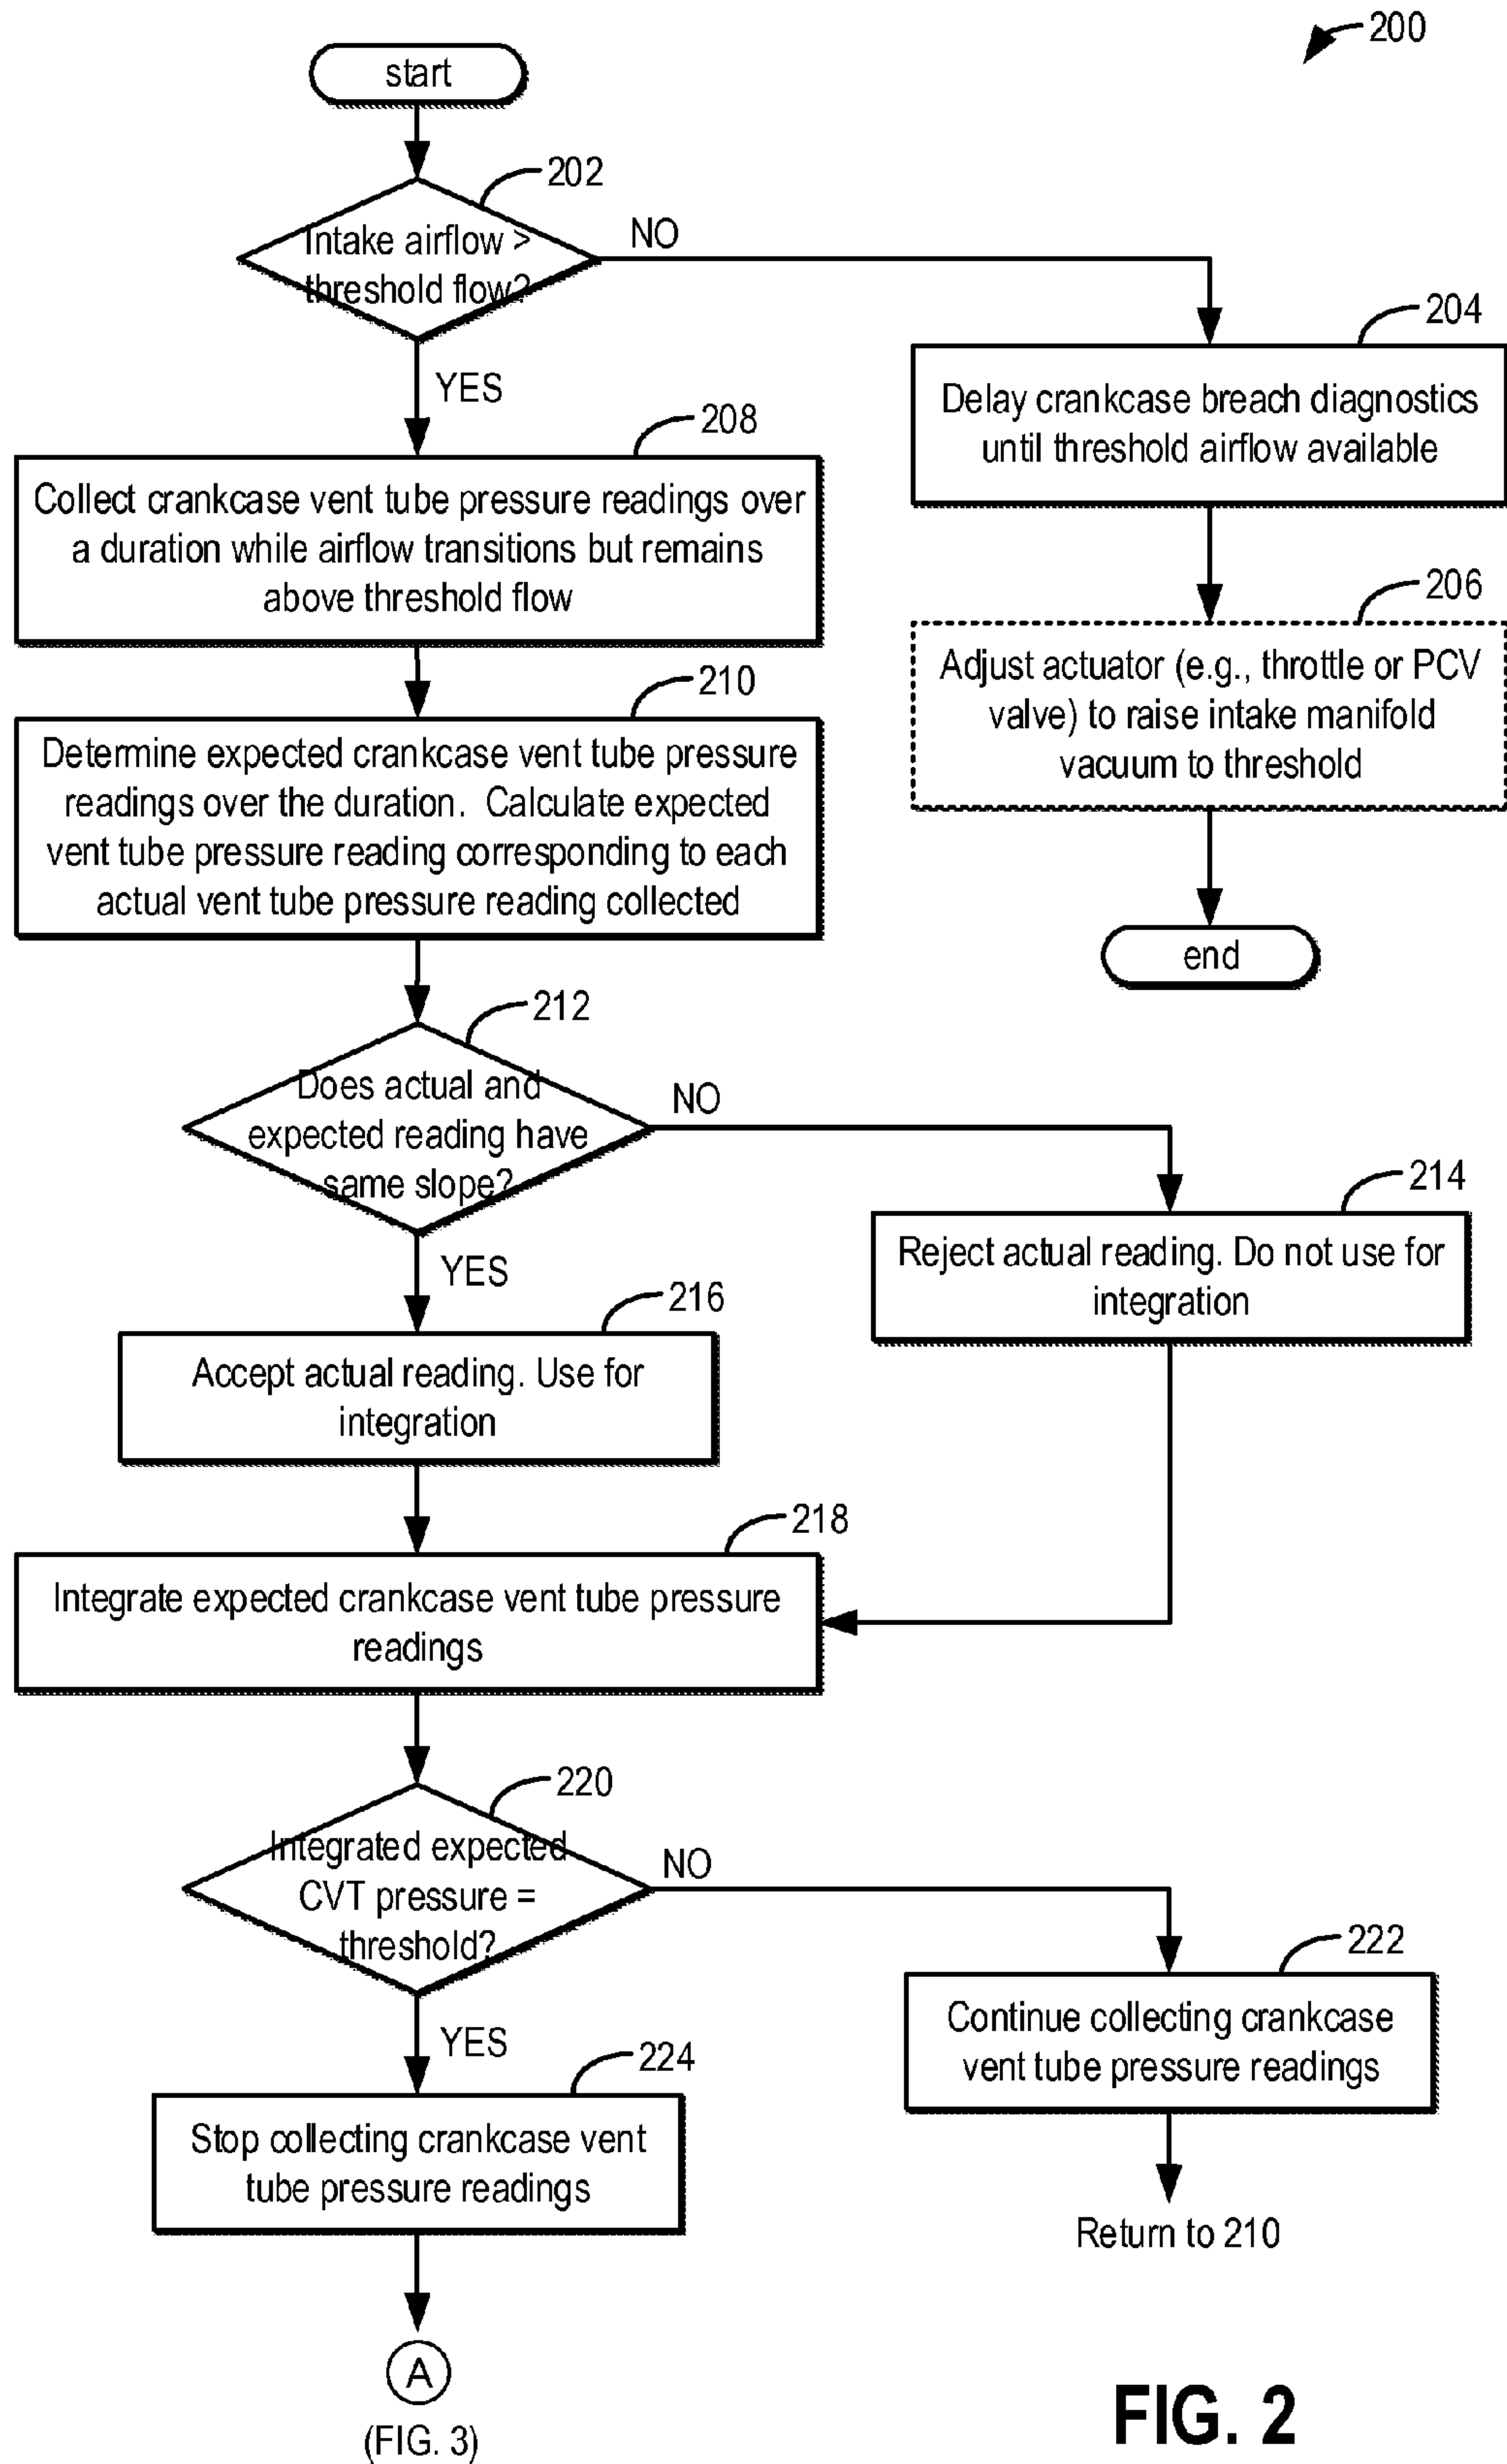 200
start
202
Intake airflow >
threshold flow?
NO
YES
204
Delay crankcase breach diagnostics
until threshold airflow available
208
Collect crankcase vent tube pressure readings over
a duration while airflow transitions but remains
above threshold flow
206
Adjust actuator (e.g., throttle or PCV
valve) to raise intake manifold
vacuum to threshold
210
Determine expected crankcase vent tube pressure
readings over the duration. Calculate expected
vent tube pressure reading corresponding to each
actual vent tube pressure reading collected
end
212
Does actual and
expected reading have
same slope?
NO
YES
214
Reject actual reading. Do not use for
integration
216
Accept actual reading. Use for
integration
218
Integrate expected crankcase vent tube pressure
readings
220
Integrated expected
CVT pressure =
threshold?
NO
YES
222
Continue collecting crankcase
vent tube pressure readings
224
Stop collecting crankcase vent
tube pressure readings
Return to 210
A
(FIG. 3)
FIG. 2